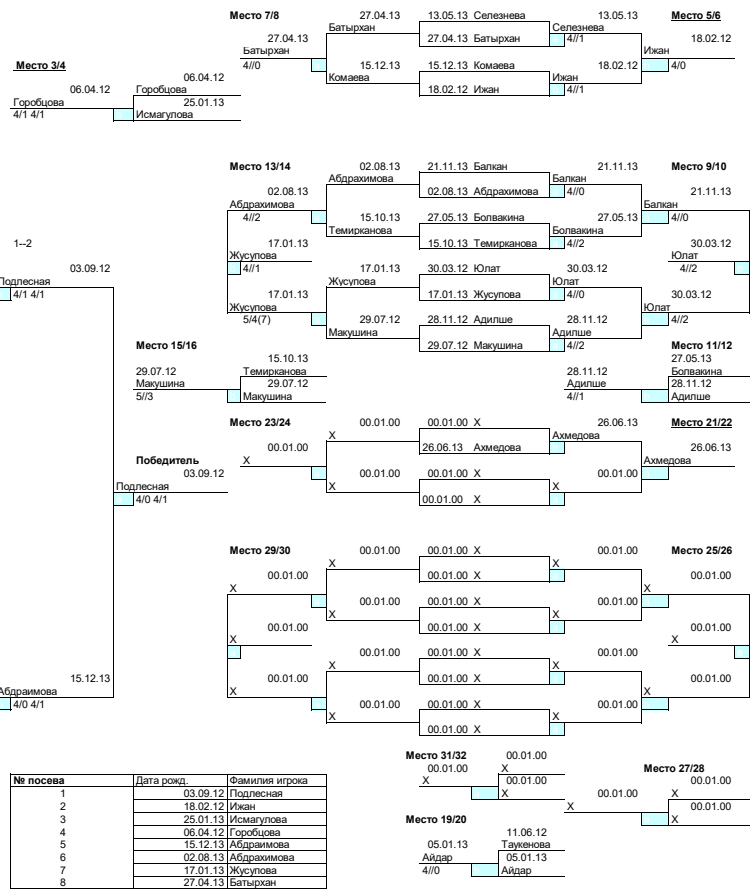 Место 7/8 27.04.13 13.05.13 Селезнева 13.05.13 Место 5/6
Батырхан Селезнева
27.04.13 27.04.13 Батырхан 4//1 18.02.12
Батырхан Ижан
4//0 15.12.13 15.12.13 Комаева 18.02.12 4/0
Место 3/4
Комаева Ижан
06.04.12 18.02.12 Ижан 4//1
06.04.12 Горобцова
Горобцова 25.01.13
4/1 4/1 Исмагулова
Место 13/14 02.08.13 21.11.13 Балкан 21.11.13 Место 9/10
Абдрахимова Балкан
02.08.13 02.08.13 Абдрахимова 4//0 21.11.13
Абдрахимова Балкан
4//2 15.10.13 27.05.13 Болвакина 27.05.13 4//0
Темирканова Болвакина
1--2 17.01.13 15.10.13 Темирканова 4//2 30.03.12
Жусупова Юлат
03.09.12 4//1 17.01.13 30.03.12 Юлат 30.03.12 4//2
Подлесная Жусупова Юлат
4/1 4/1 17.01.13 17.01.13 Жусупова 4//0 30.03.12
Жусупова Юлат
5/4(7) 29.07.12 28.11.12 Адилше 28.11.12 4//2
Макушина Адилше
Место 15/16 29.07.12 Макушина 4//2 Место 11/12
15.10.13 27.05.13
29.07.12 Темирканова 28.11.12 Болвакина
Макушина 29.07.12 Адилше 28.11.12
5//3 Макушина 4//1 Адилше
Место 23/24 00.01.00 00.01.00 X 26.06.13 Место 21/22
X Ахмедова
00.01.00 26.06.13 Ахмедова 26.06.13
Победитель X Ахмедова
03.09.12 00.01.00 00.01.00 X 00.01.00
Подлесная X X
4/0 4/1 00.01.00 X
Место 29/30 00.01.00 00.01.00 X 00.01.00 Место 25/26
X X
00.01.00 00.01.00 X 00.01.00
X X
00.01.00 00.01.00 X 00.01.00
X X
00.01.00 00.01.00 X 00.01.00
X X
00.01.00 00.01.00 X 00.01.00
X X
15.12.13 00.01.00 00.01.00 X 00.01.00
Абдраимова X X
4/0 4/1 00.01.00 00.01.00 X 00.01.00
X X
00.01.00 X
Место 31/32 00.01.00
00.01.00 X Место 27/28
X 00.01.00 00.01.00
X 00.01.00 X
X 00.01.00
X
Место 19/20
11.06.12
05.01.13 Таукенова
Айдар 05.01.13
4//0 Айдар
№ посева Дата рожд. Фамилия игрока
1 03.09.12 Подлесная
2 18.02.12 Ижан
3 25.01.13 Исмагулова
4 06.04.12 Горобцова
5 15.12.13 Абдраимова
6 02.08.13 Абдрахимова
7 17.01.13 Жусупова
8 27.04.13 Батырхан